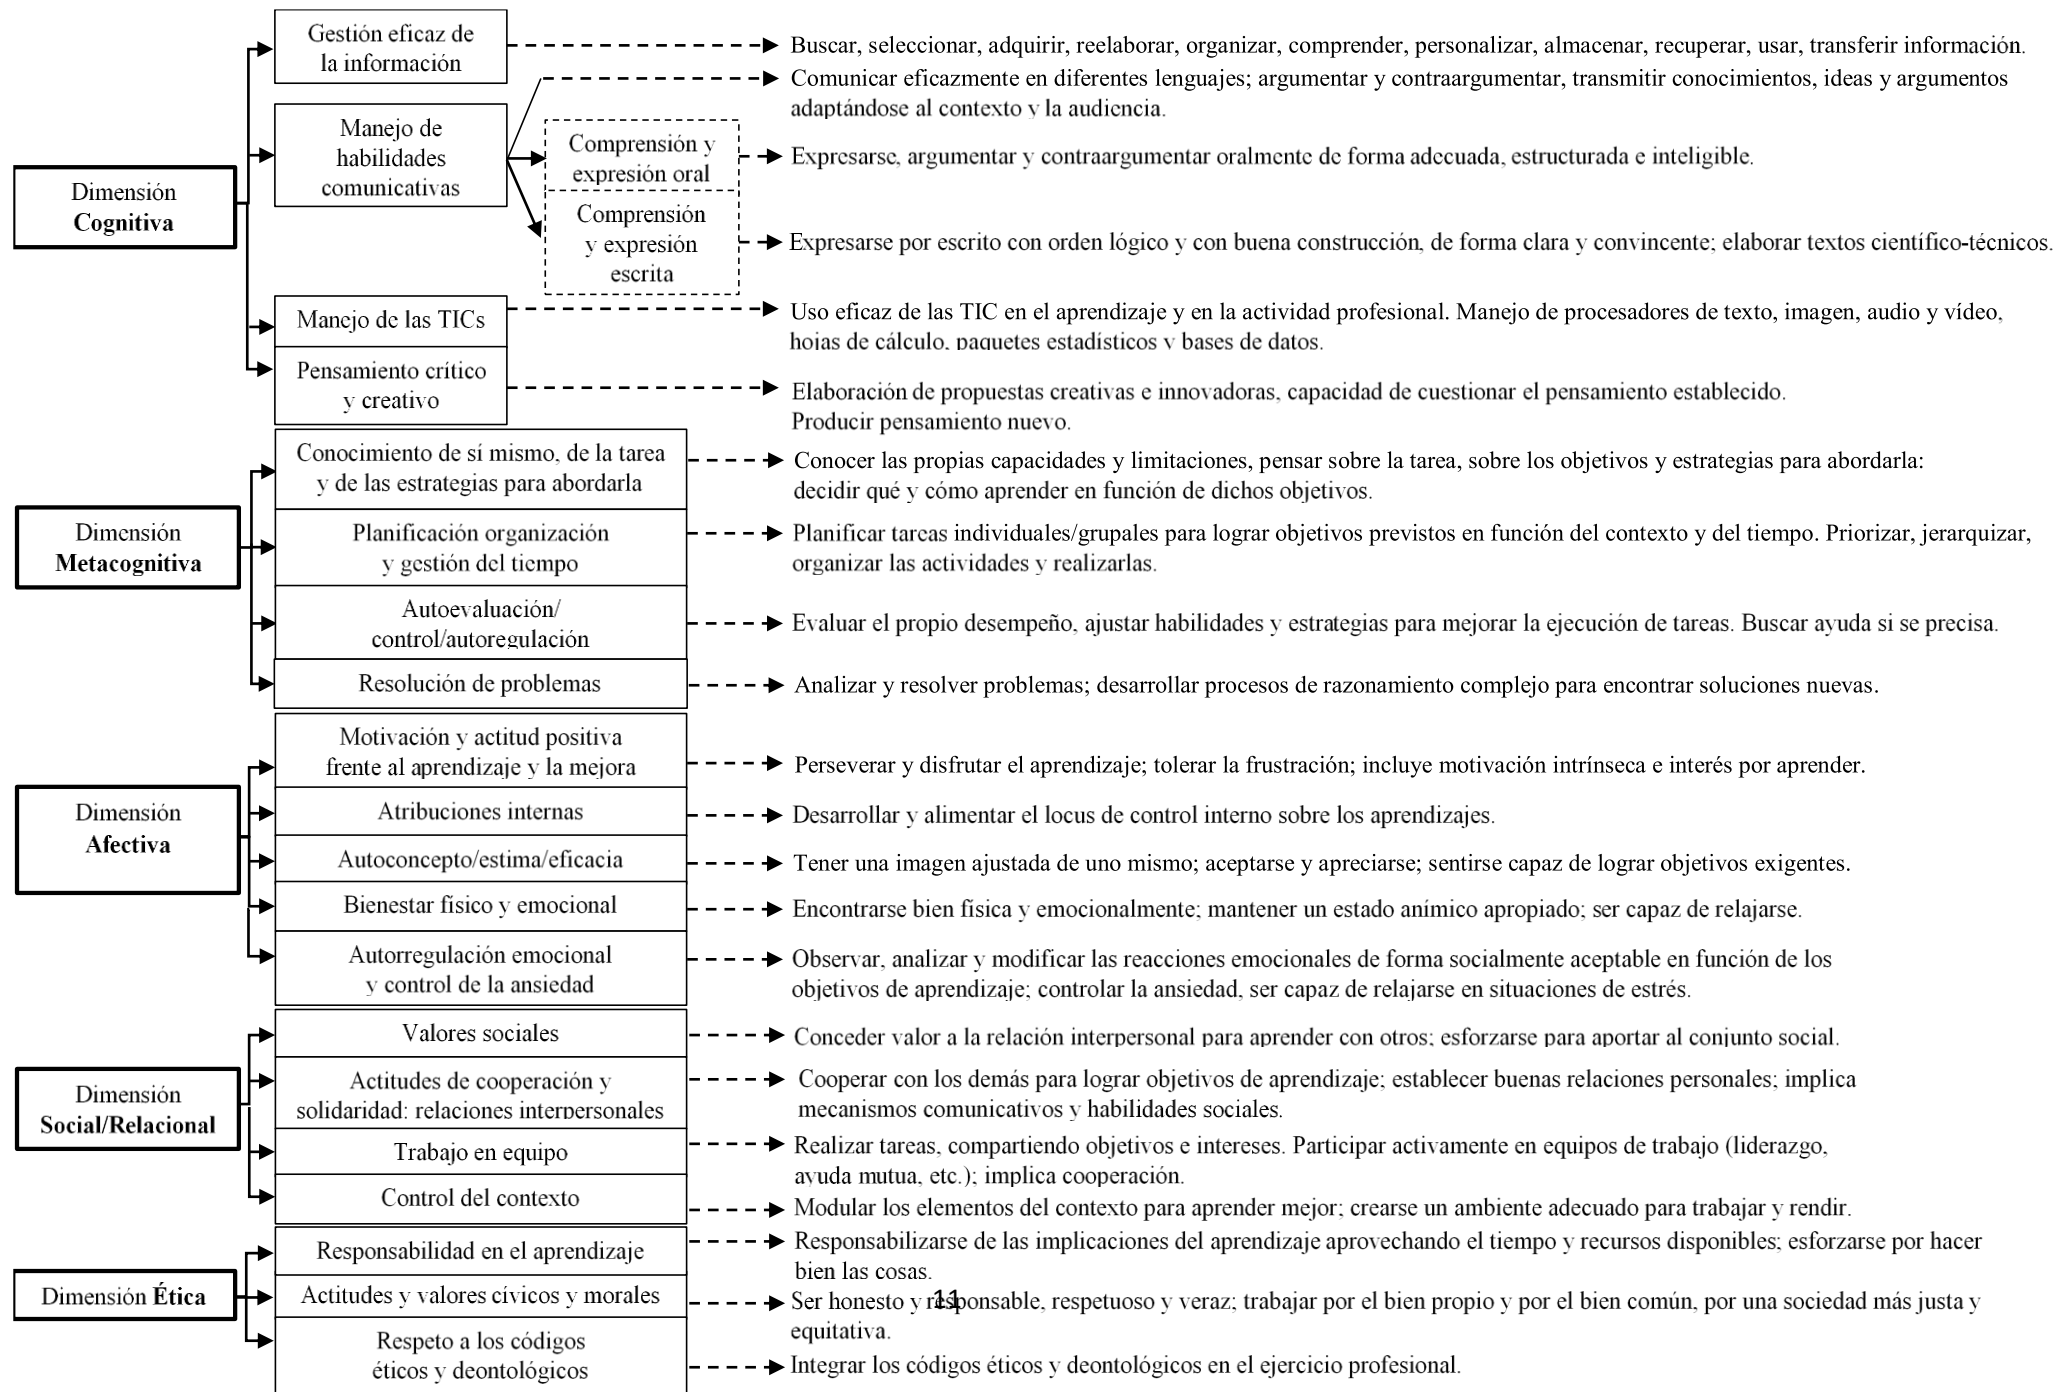 Gestión eficaz de
la información
Buscar, seleccionar, adquirir, reelaborar, organizar, comprender, personalizar, almacenar, recuperar, usar, transferir información.
Manejo de
habilidades
comunicativas
Comunicar eficazmente en diferentes lenguajes; argumentar y contraargumentar, transmitir conocimientos, ideas y argumentos
adaptándose al contexto y la audiencia.
Comprensión y
expresión oral
Expresarse, argumentar y contraargumentar oralmente de forma adecuada, estructurada e inteligible.
Dimensión
Cognitiva
Comprensión
y expresión
escrita
Expresarse por escrito con orden lógico y con buena construcción, de forma clara y convincente; elaborar textos científico-técnicos.
Manejo de las TICs
Uso eficaz de las TIC en el aprendizaje y en la actividad profesional. Manejo de procesadores de texto, imagen, audio y vídeo,
hojas de cálculo, paquetes estadísticos y bases de datos.
Pensamiento crítico
y creativo
Elaboración de propuestas creativas e innovadoras, capacidad de cuestionar el pensamiento establecido.
Producir pensamiento nuevo.
Conocimiento de sí mismo, de la tarea
y de las estrategias para abordarla
Conocer las propias capacidades y limitaciones, pensar sobre la tarea, sobre los objetivos y estrategias para abordarla:
decidir qué y cómo aprender en función de dichos objetivos.
Dimensión
Metacognitiva
Planificación organización
y gestión del tiempo
Planificar tareas individuales/grupales para lograr objetivos previstos en función del contexto y del tiempo. Priorizar, jerarquizar,
organizar las actividades y realizarlas.
Autoevaluación/
control/autoregulación
Evaluar el propio desempeño, ajustar habilidades y estrategias para mejorar la ejecución de tareas. Buscar ayuda si se precisa.
Resolución de problemas
Analizar y resolver problemas; desarrollar procesos de razonamiento complejo para encontrar soluciones nuevas.
Motivación y actitud positiva
frente al aprendizaje y la mejora
Perseverar y disfrutar el aprendizaje; tolerar la frustración; incluye motivación intrínseca e interés por aprender.
Dimensión
Afectiva
Atribuciones internas
Desarrollar y alimentar el locus de control interno sobre los aprendizajes.
Autoconcepto/estima/eficacia
Tener una imagen ajustada de uno mismo; aceptarse y apreciarse; sentirse capaz de lograr objetivos exigentes.
Bienestar físico y emocional
Encontrarse bien física y emocionalmente; mantener un estado anímico apropiado; ser capaz de relajarse.
Autorregulación emocional
y control de la ansiedad
Observar, analizar y modificar las reacciones emocionales de forma socialmente aceptable en función de los
objetivos de aprendizaje; controlar la ansiedad, ser capaz de relajarse en situaciones de estrés.
Valores sociales
Conceder valor a la relación interpersonal para aprender con otros; esforzarse para aportar al conjunto social.
Dimensión
Social/Relacional
Actitudes de cooperación y
solidaridad: relaciones interpersonales
Cooperar con los demás para lograr objetivos de aprendizaje; establecer buenas relaciones personales; implica
mecanismos comunicativos y habilidades sociales.
Trabajo en equipo
Realizar tareas, compartiendo objetivos e intereses. Participar activamente en equipos de trabajo (liderazgo,
ayuda mutua, etc.); implica cooperación.
Control del contexto
Modular los elementos del contexto para aprender mejor; crearse un ambiente adecuado para trabajar y rendir.
Responsabilidad en el aprendizaje
Responsabilizarse de las implicaciones del aprendizaje aprovechando el tiempo y recursos disponibles; esforzarse por hacer
bien las cosas.
Dimensión Ética
Actitudes y valores cívicos y morales
Ser honesto y responsable, respetuoso y veraz; trabajar por el bien propio y por el bien común, por una sociedad más justa y
equitativa.
11
Respeto a los códigos
éticos y deontológicos
Integrar los códigos éticos y deontológicos en el ejercicio profesional.